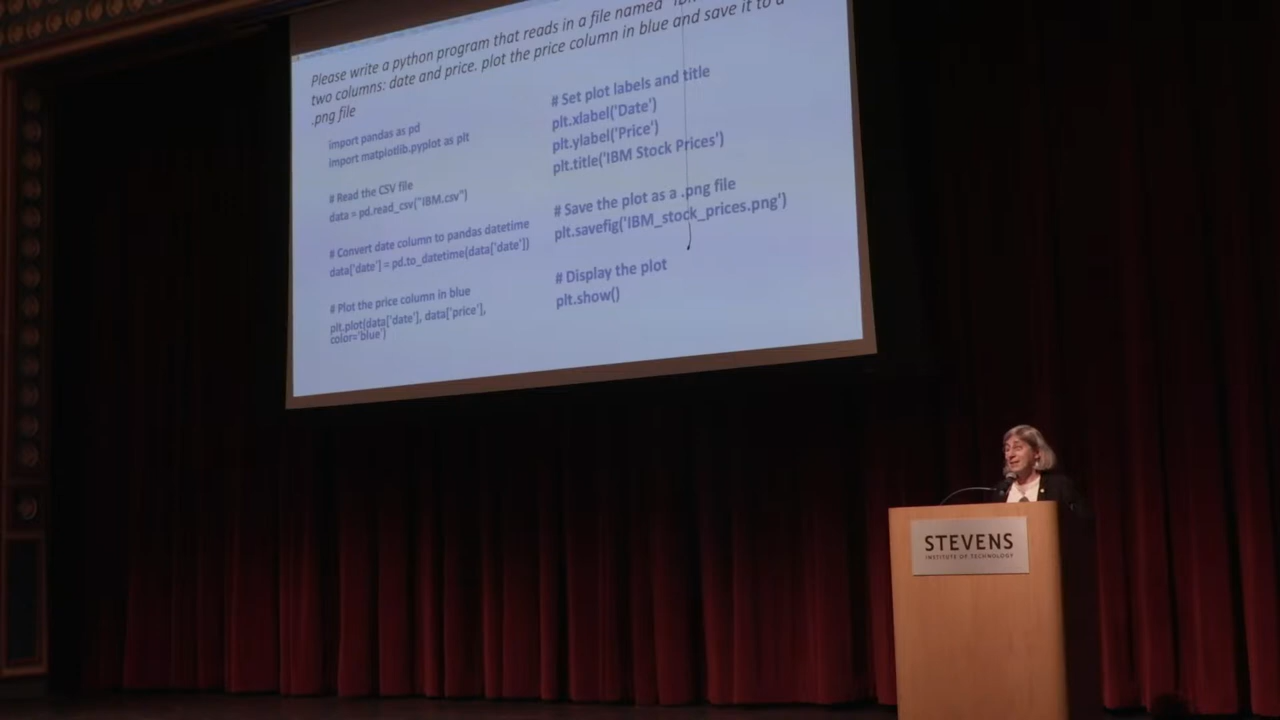 Please write a python program that reads in a file named
two columns: date and price. plot the price column in blue and save it to a
.png file
import pandas as pd
import matplotlib.pyplot as plt
# Read the CSV file
data = pd.read_csv("IBM.csv")
# Convert date column to pandas datetime
data['date'] = pd.to_datetime(data['date'])
# Plot the price column in blue
plt.plot(data['date'], data['price'],
color='blue')
# Set plot labels and title
plt.xlabel('Date')
plt.ylabel('Price')
plt.title('IBM Stock Prices')
# Save the plot as a .png file
plt.savefig('IBM_stock_prices.png')
# Display the plot
plt.show()
STEVENS
INSTITUTE OF TECHNOLOGY